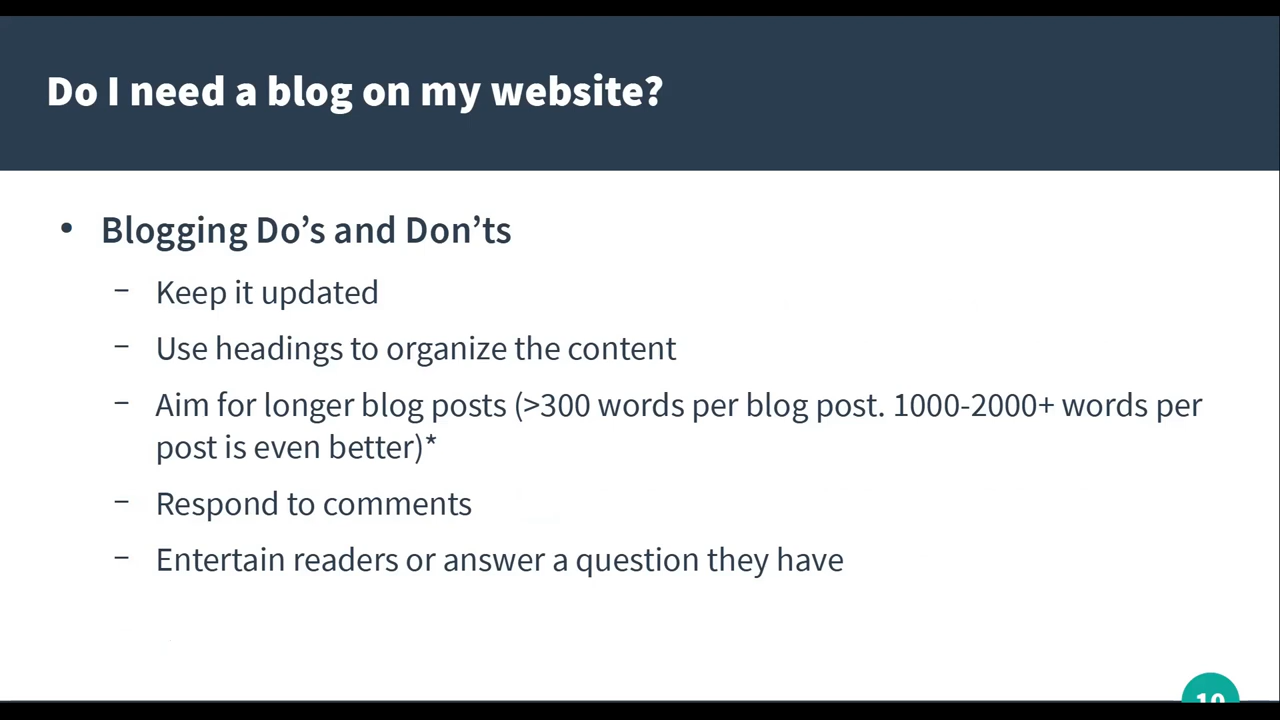 Do I need a blog on my website?
• Blogging Do’s and Don’ts
– Keep it updated
– Use headings to organize the content
– Aim for longer blog posts (>300 words per blog post. 1000-2000+ words per
post is even better)*
– Respond to comments
– Entertain readers or answer a question they have